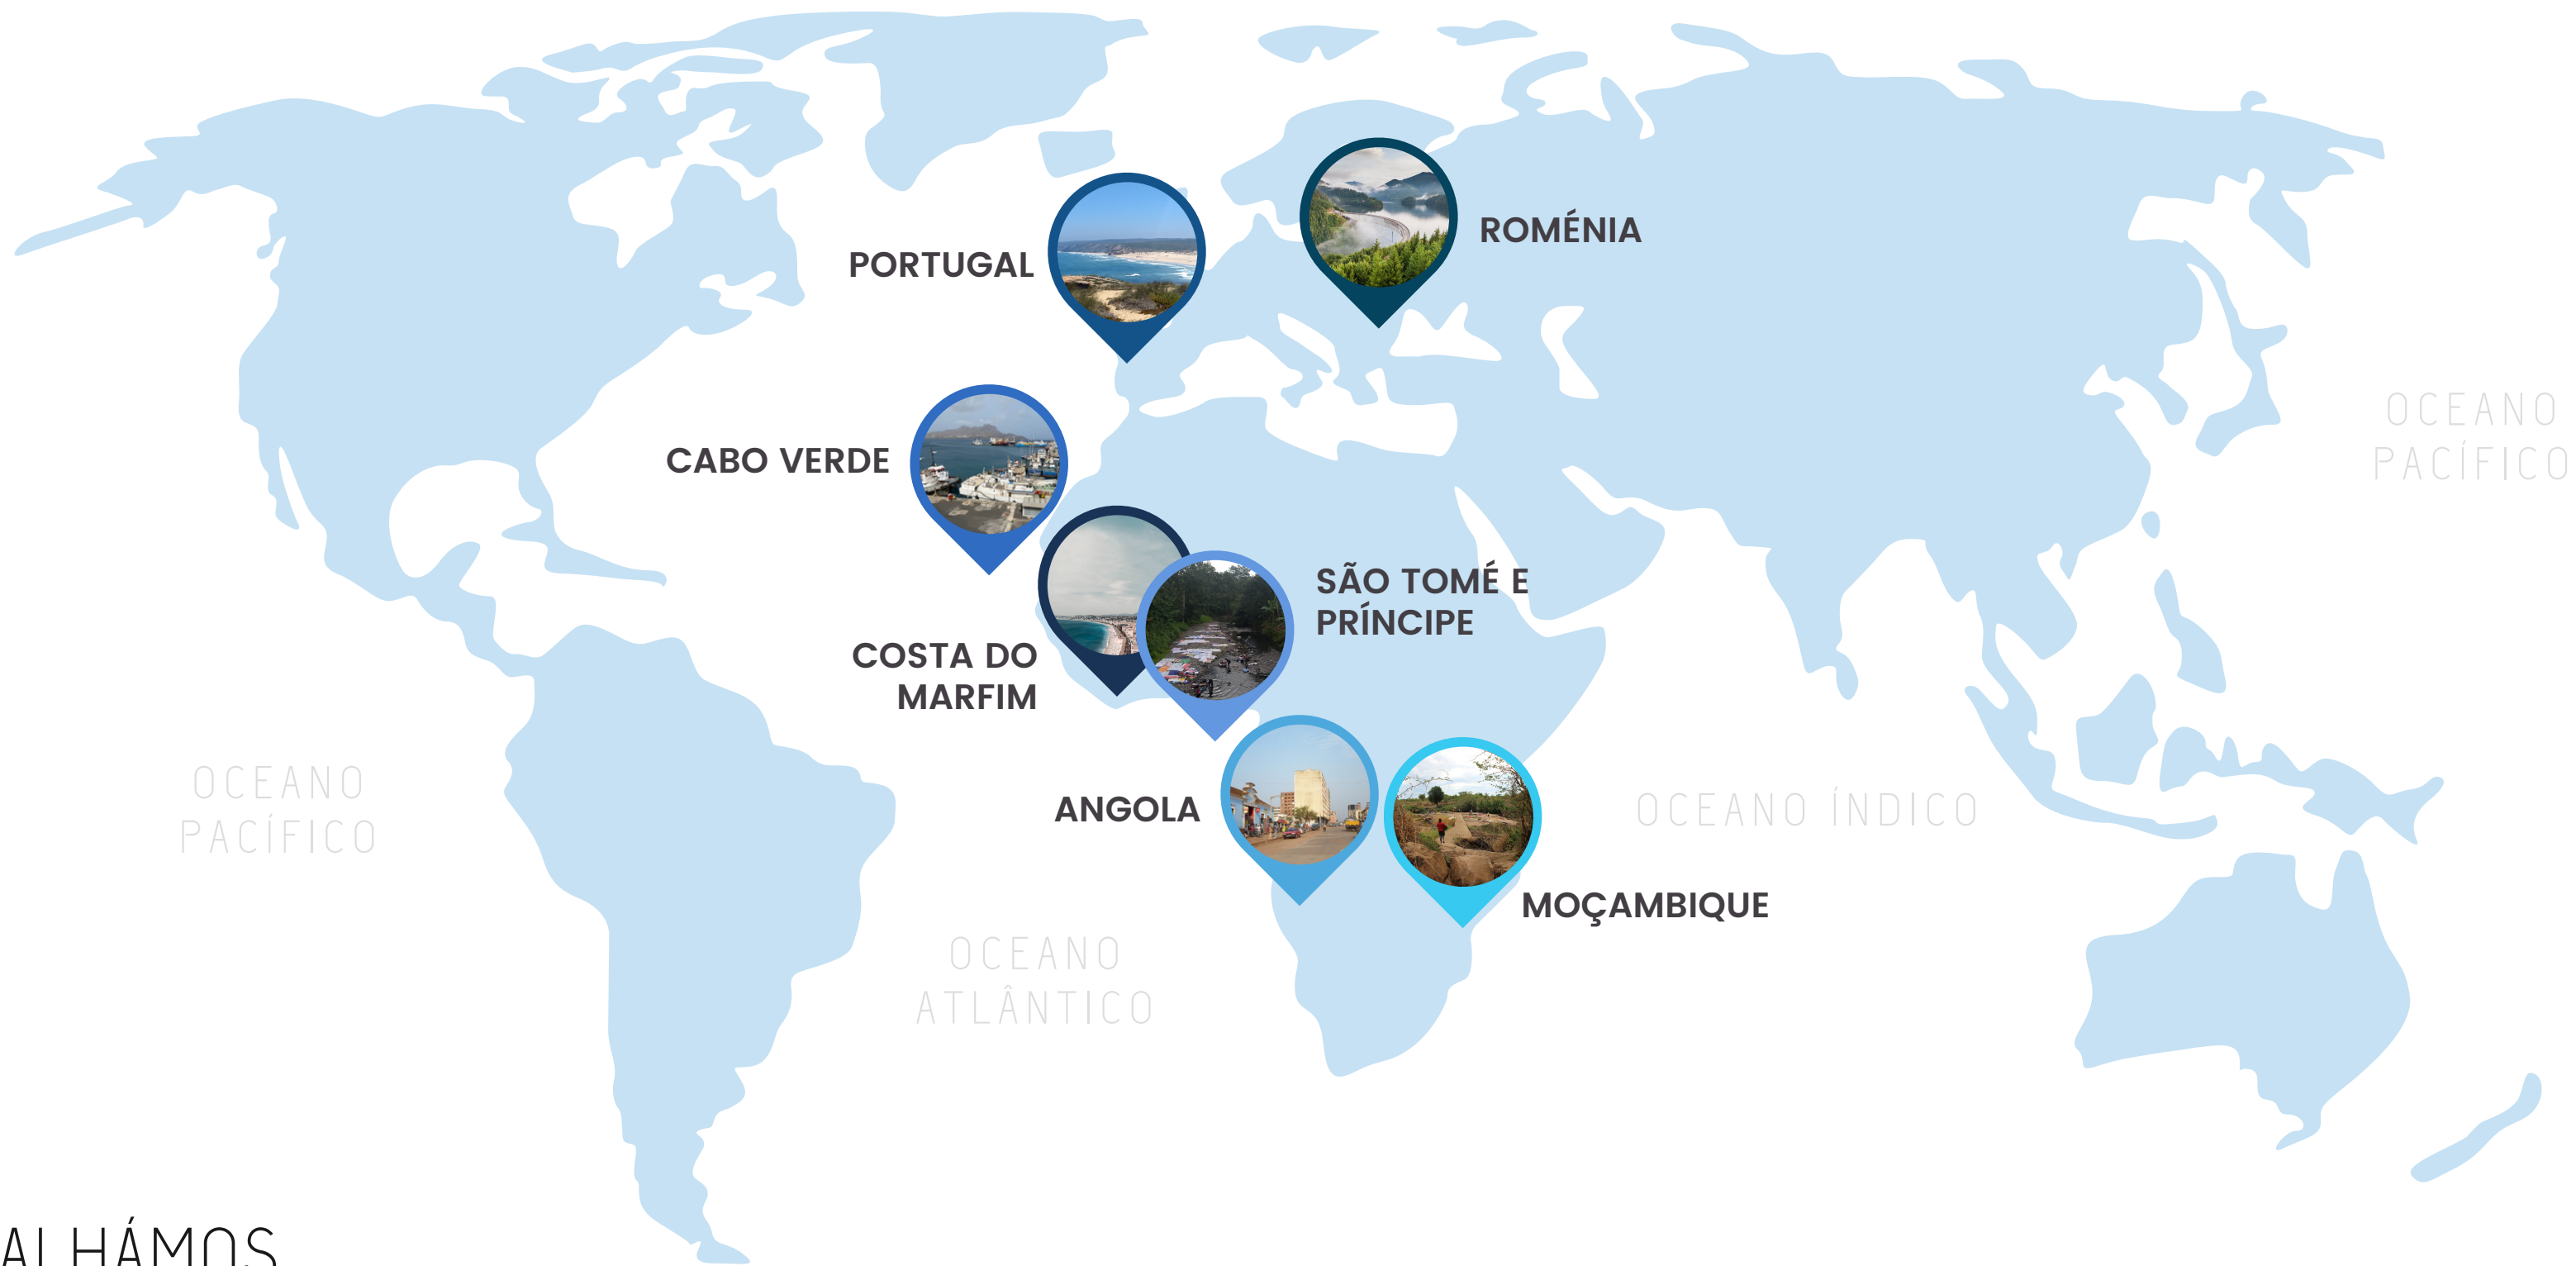 ROMÉNIA
PORTUGAL
OCEANO
PACÍFICO
CABO VERDE
SÃO TOMÉ E
PRÍNCIPE
COSTA DO
MARFIM
OCEANO
PACÍFICO
ANGOLA
OCEANO ÍNDICO
MOÇAMBIQUE
OCEANO
ATLÂNTICO
ALHÁMOS